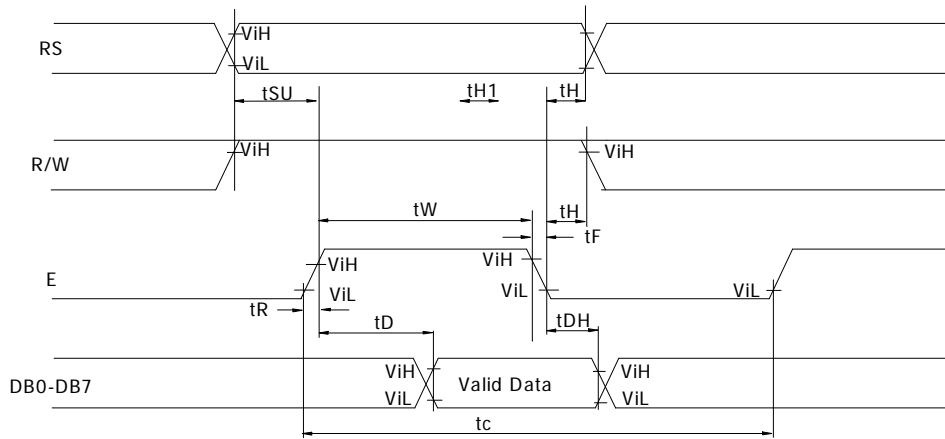 RS
ViH
ViL
tSU
tH1
tH
R/W
ViH
ViH
tW
tH
tF
E
ViH
ViH
ViL
ViL
ViL
tR
tD
tDH
DB0-DB7
ViH
ViL
Valid Data
ViH
ViL
tc